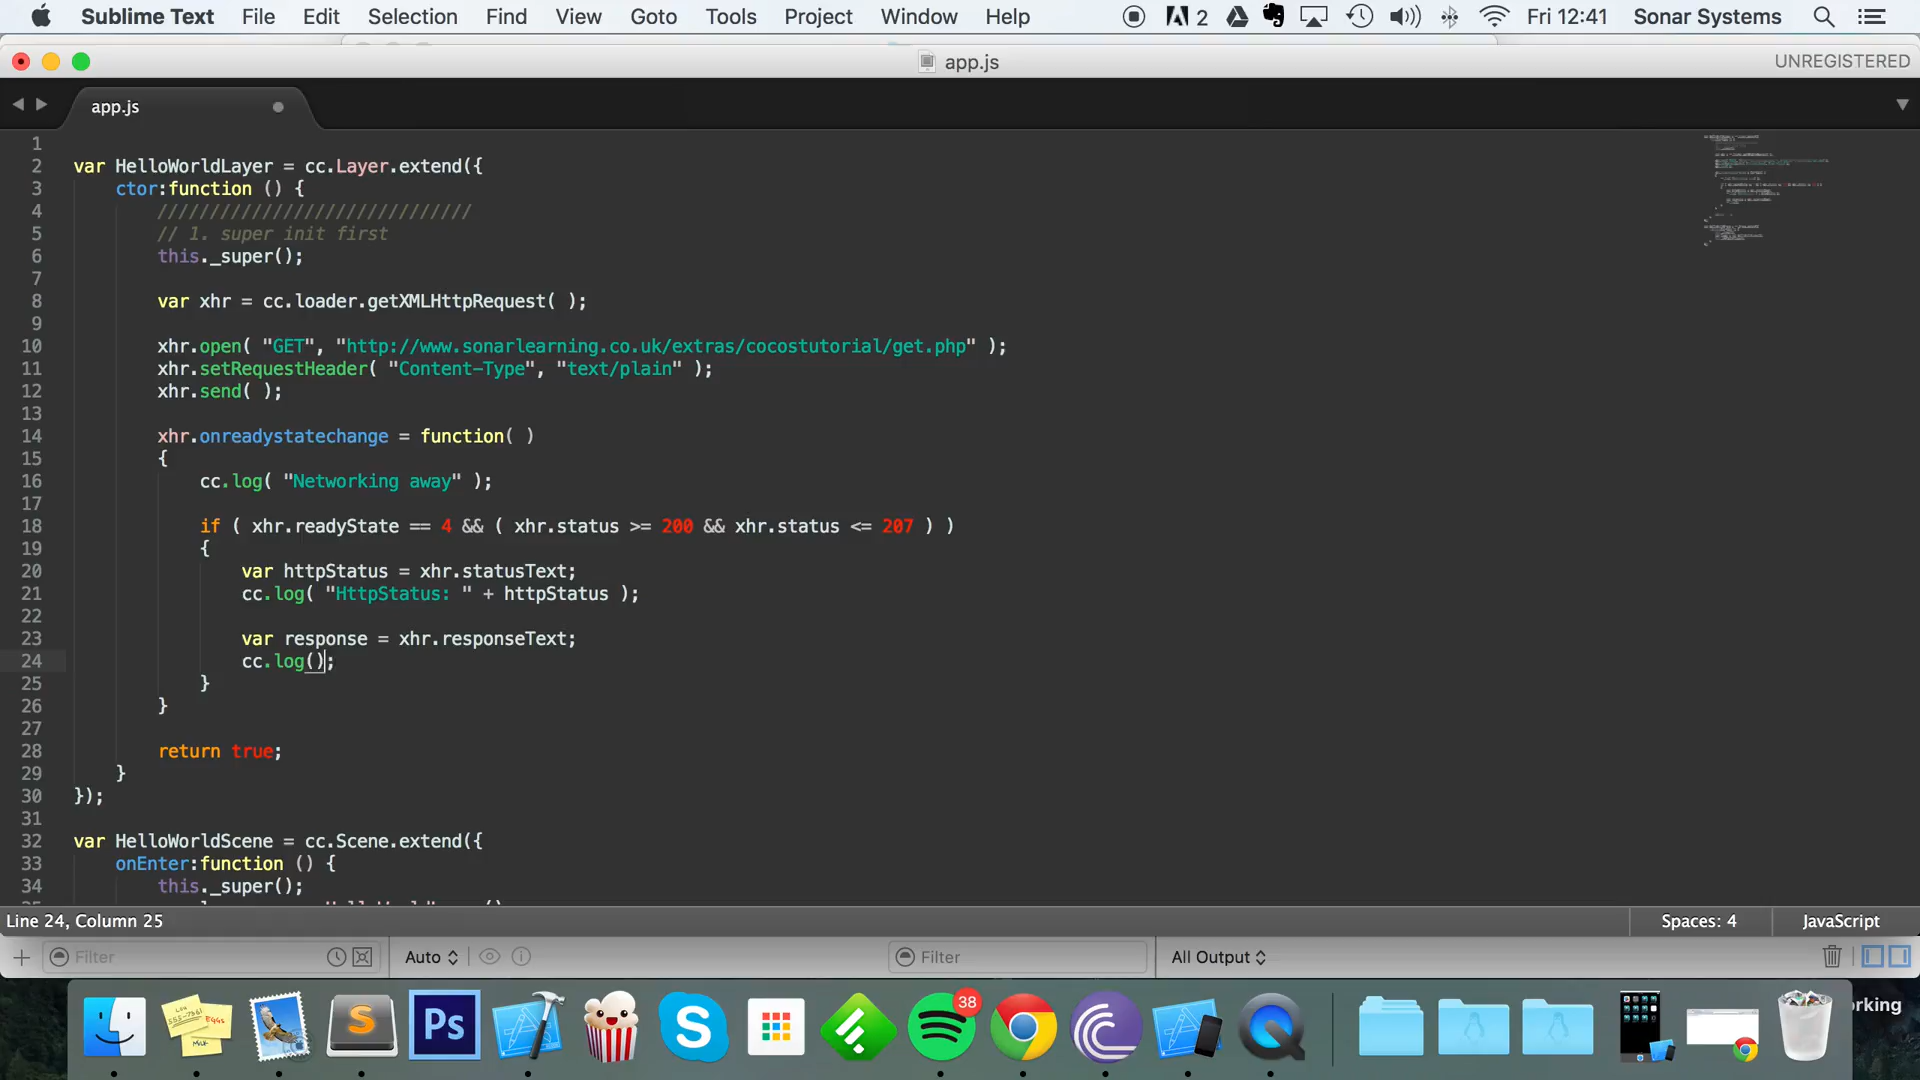 Sublime Text File Edit Selection Find View Goto Tools Project Window Help 2 Fri 12:41 Sonar Systems
app.js UNREGISTERED
app.js
1
2 var HelloWorldLayer = cc.Layer.extend({
3 ctor:function () {
4 //////////////////////////////
5 // 1. super init first
6 this._super();
7
8 var xhr = cc.loader.getXMLHttpRequest( );
9
10 xhr.open( "GET", "http://www.sonarlearning.co.uk/extras/cocostutorial/get.php" );
11 xhr.setRequestHeader( "Content-Type", "text/plain" );
12 xhr.send( );
13
14 xhr.onreadystatechange = function( )
15 {
16 cc.log( "Networking away" );
17
18 if ( xhr.readyState == 4 && ( xhr.status >= 200 && xhr.status <= 207 ) )
19 {
20 var httpStatus = xhr.statusText;
21 cc.log( "HttpStatus: " + httpStatus );
22
23 var response = xhr.responseText;
24 cc.log();
25 }
26 }
27
28 return true;
29 }
30 });
31
32 var HelloWorldScene = cc.Scene.extend({
33 onEnter:function () {
34 this._super();
Line 24, Column 25 Spaces: 4 JavaScript
Filter Auto Filter All Output
38
Ps